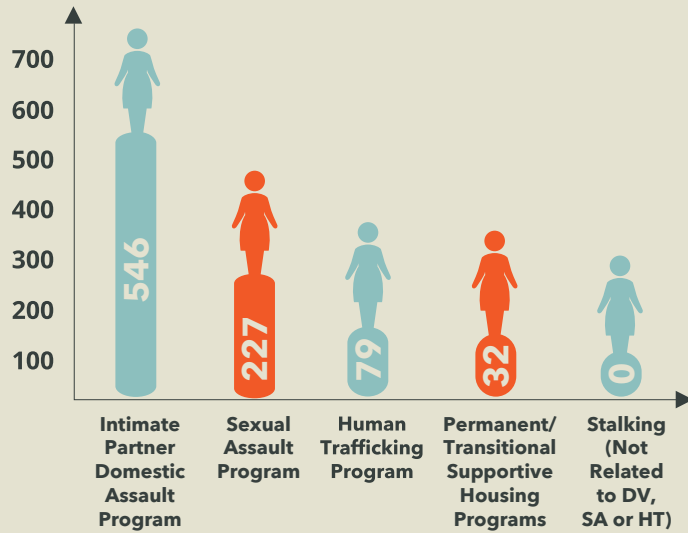 700
600
500
400
300
200
100
546
227
79
32
0
Intimate
Partner
Domestic
Assault
Program
Sexual
Assault
Program
Human
Trafficking
Program
Permanent/
Transitional
Supportive
Housing
Programs
Stalking
(Not
Related
to DV,
SA or HT)